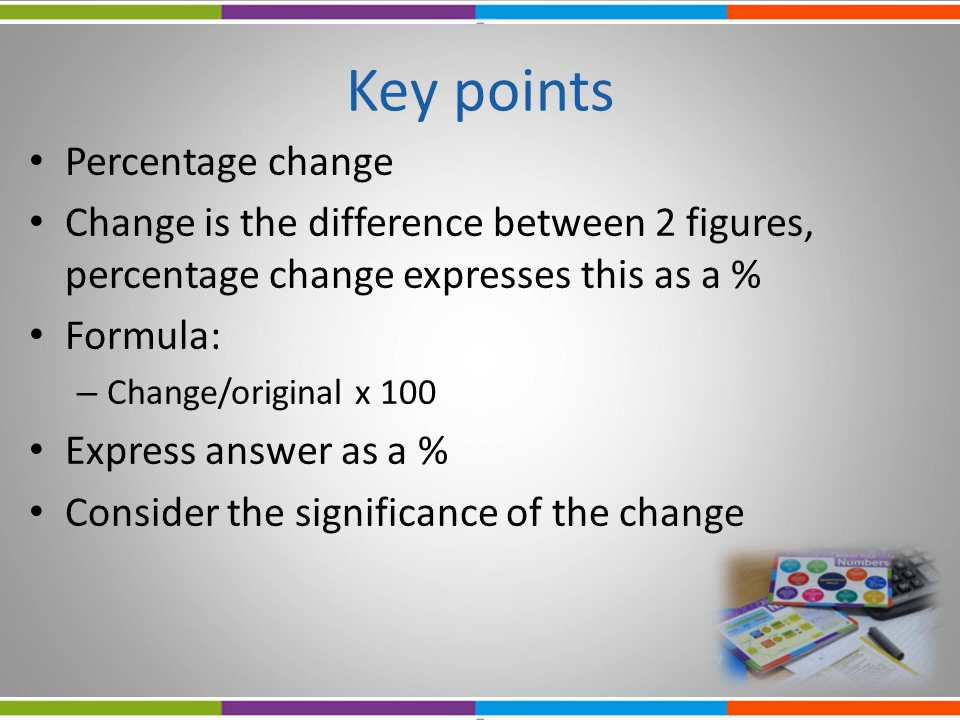 Key points
• Percentage change
• Change is the difference between 2 figures,
percentage change expresses this as a %
• Formula:
– Change/original x 100
• Express answer as a %
• Consider the significance of the change
Numbers